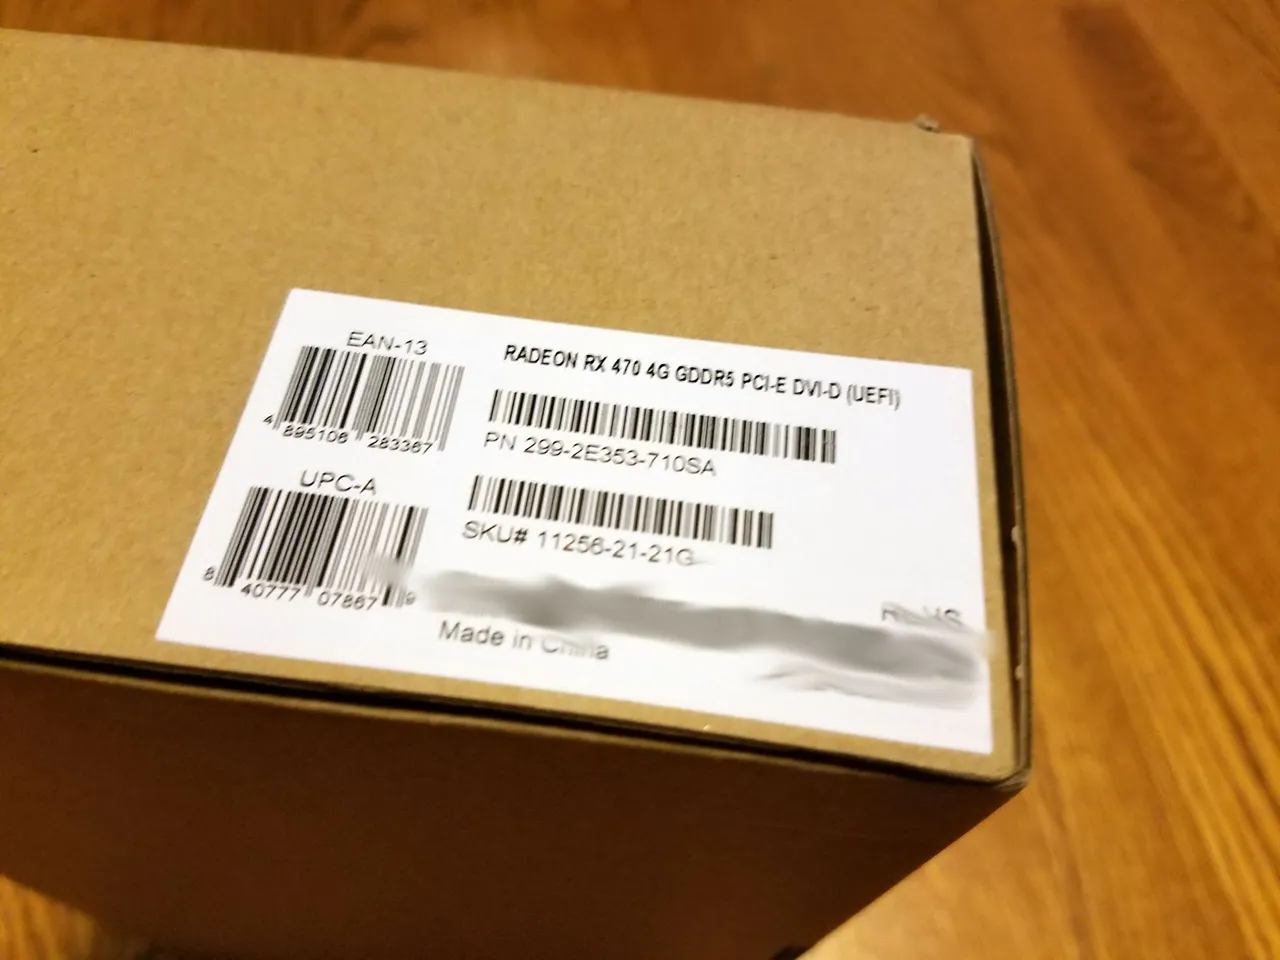 EAN-13
4 895106 283367
UPC-A
8 40777 07867 9
RADEON RX 470 4G GDDR5 PCI-E DVI-D (UEFI)
PN 299-2E353-710SA
SKU# 11256-21-21G
Made in China